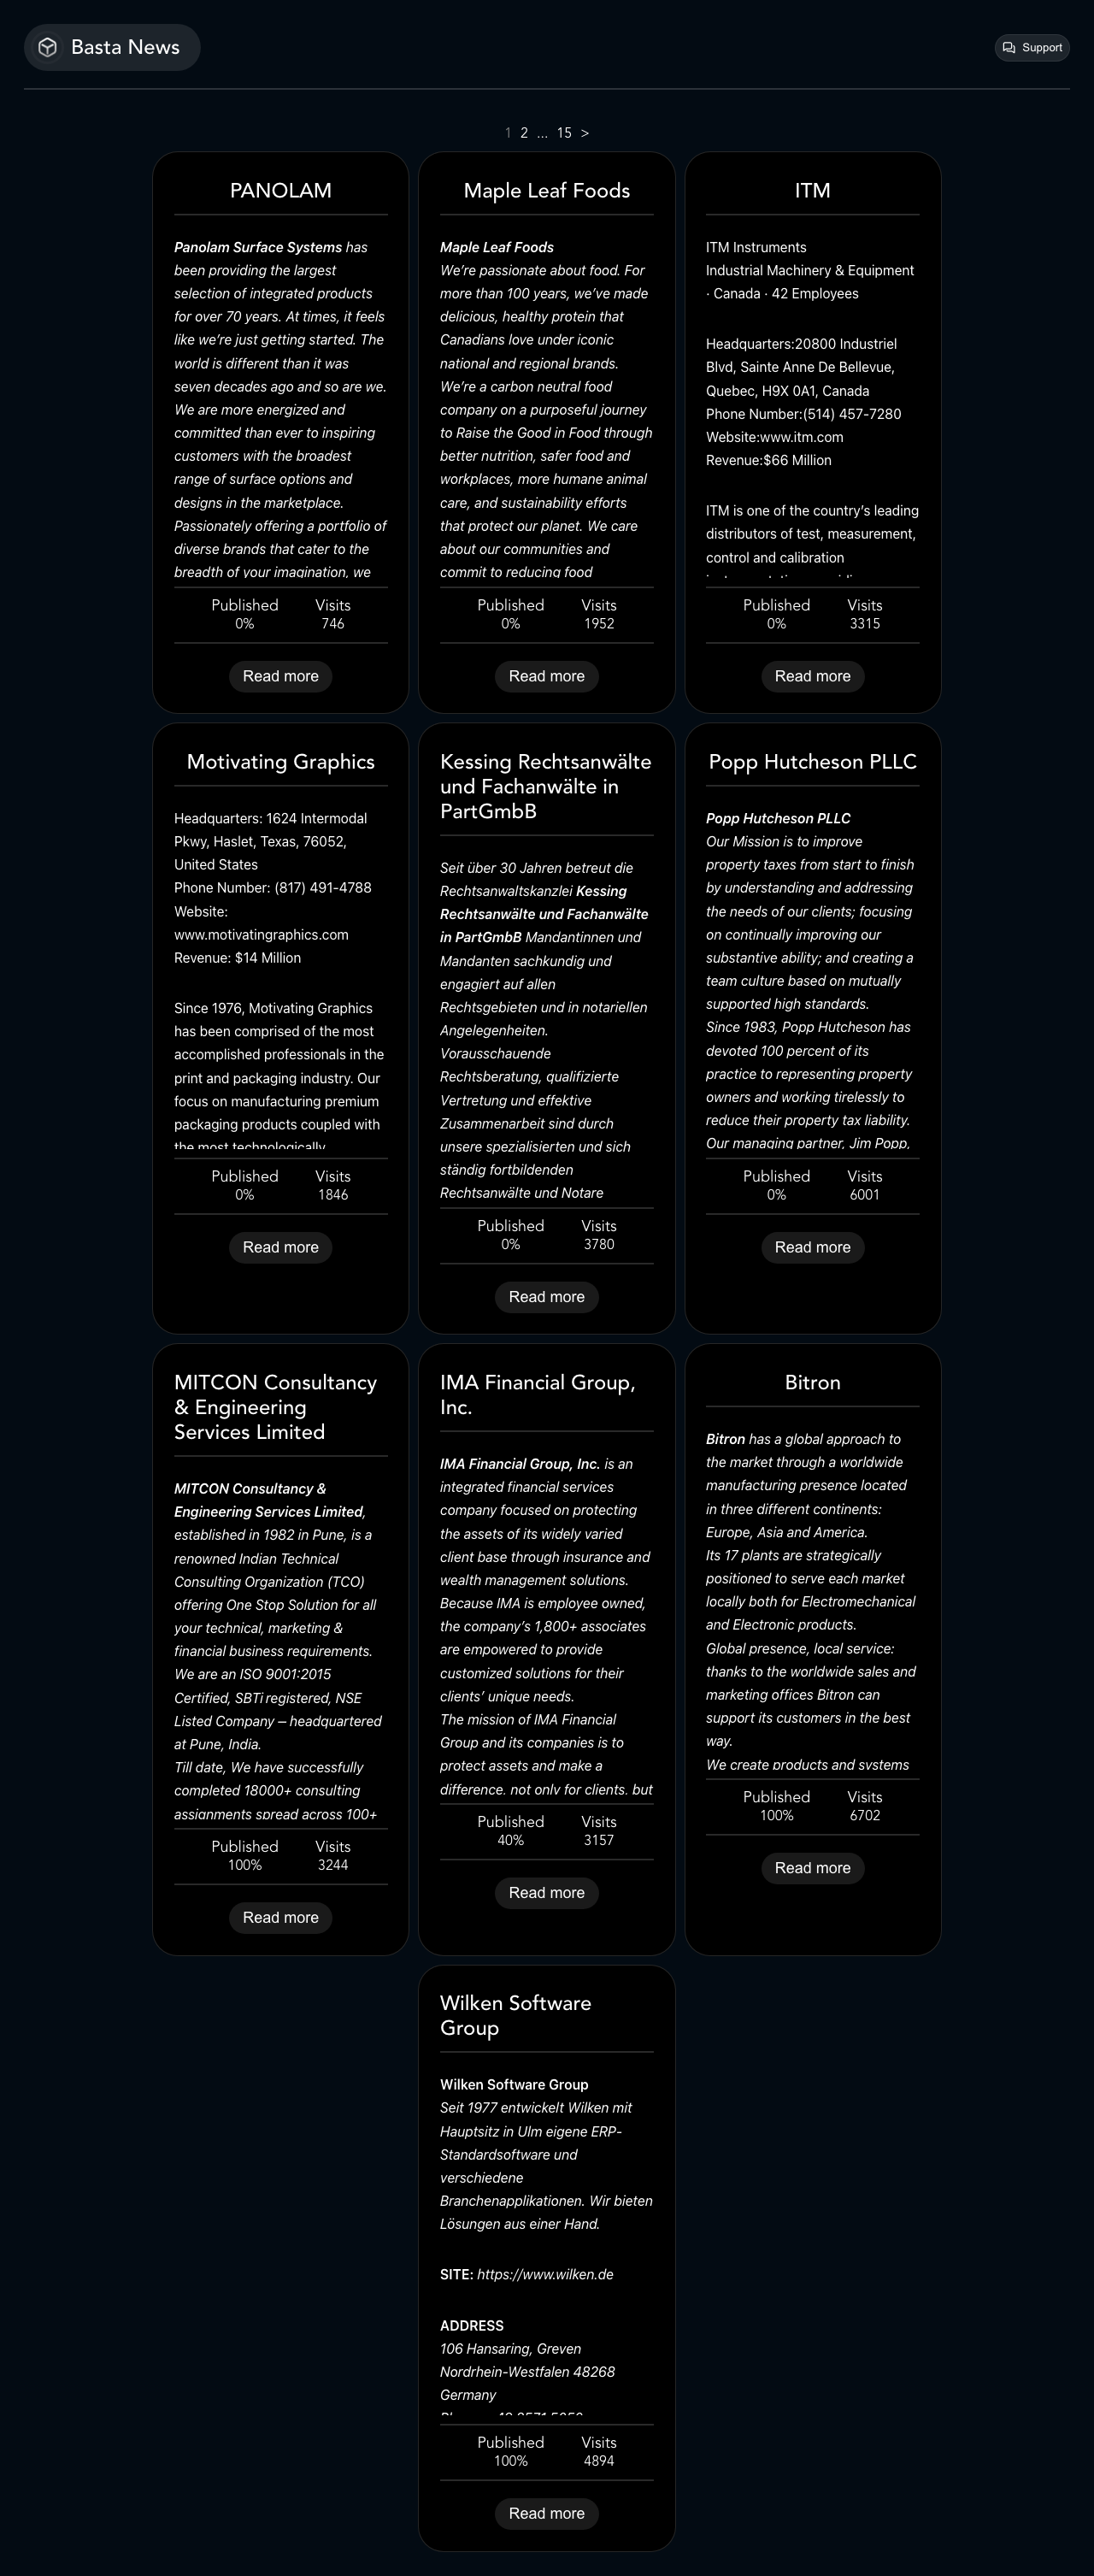 Basta News
Support
1 2 ... 15 >
PANOLAM
Panolam Surface Systems has
been providing the largest
selection of integrated products
for over 70 years. At times, it feels
like we’re just getting started. The
world is different than it was
seven decades ago and so are we.
We are more energized and
committed than ever to inspiring
customers with the broadest
range of surface options and
designs in the marketplace.
Passionately offering a portfolio of
diverse brands that cater to the
breadth of your imagination, we
Published Visits
0% 746
Read more
Maple Leaf Foods
Maple Leaf Foods
We’re passionate about food. For
more than 100 years, we’ve made
delicious, healthy protein that
Canadians love under iconic
national and regional brands.
We’re a carbon neutral food
company on a purposeful journey
to Raise the Good in Food through
better nutrition, safer food and
workplaces, more humane animal
care, and sustainability efforts
that protect our planet. We care
about our communities and
commit to reducing food
Published Visits
0% 1952
Read more
ITM
ITM Instruments
Industrial Machinery & Equipment
· Canada · 42 Employees
Headquarters:20800 Industriel
Blvd, Sainte Anne De Bellevue,
Quebec, H9X 0A1, Canada
Phone Number:(514) 457-7280
Website:www.itm.com
Revenue:$66 Million
ITM is one of the country’s leading
distributors of test, measurement,
control and calibration
Published Visits
0% 3315
Read more
Motivating Graphics
Headquarters: 1624 Intermodal
Pkwy, Haslet, Texas, 76052,
United States
Phone Number: (817) 491-4788
Website:
www.motivatingraphics.com
Revenue: $14 Million
Since 1976, Motivating Graphics
has been comprised of the most
accomplished professionals in the
print and packaging industry. Our
focus on manufacturing premium
packaging products coupled with
the most technologically
Published Visits
0% 1846
Read more
Kessing Rechtsanwälte
und Fachanwälte in
PartGmbB
Seit über 30 Jahren betreut die
Rechtsanwaltskanzlei Kessing
Rechtsanwälte und Fachanwälte
in PartGmbB Mandantinnen und
Mandanten sachkundig und
engagiert auf allen
Rechtsgebieten und in notariellen
Angelegenheiten.
Vorausschauende
Rechtsberatung, qualifizierte
Vertretung und effektive
Zusammenarbeit sind durch
unsere spezialisierten und sich
ständig fortbildenden
Rechtsanwälte und Notare
Published Visits
0% 3780
Read more
Popp Hutcheson PLLC
Popp Hutcheson PLLC
Our Mission is to improve
property taxes from start to finish
by understanding and addressing
the needs of our clients; focusing
on continually improving our
substantive ability; and creating a
team culture based on mutually
supported high standards.
Since 1983, Popp Hutcheson has
devoted 100 percent of its
practice to representing property
owners and working tirelessly to
reduce their property tax liability.
Our managing partner, Jim Popp,
Published Visits
0% 6001
Read more
MITCON Consultancy
& Engineering
Services Limited
MITCON Consultancy &
Engineering Services Limited,
established in 1982 in Pune, is a
renowned Indian Technical
Consulting Organization (TCO)
offering One Stop Solution for all
your technical, marketing &
financial business requirements.
We are an ISO 9001:2015
Certified, SBTi registered, NSE
Listed Company – headquartered
at Pune, India.
Till date, We have successfully
completed 18000+ consulting
assignments spread across 100+
Published Visits
100% 3244
Read more
IMA Financial Group,
Inc.
IMA Financial Group, Inc. is an
integrated financial services
company focused on protecting
the assets of its widely varied
client base through insurance and
wealth management solutions.
Because IMA is employee owned,
the company’s 1,800+ associates
are empowered to provide
customized solutions for their
clients’ unique needs.
The mission of IMA Financial
Group and its companies is to
protect assets and make a
difference, not only for clients, but
Published Visits
40% 3157
Read more
Bitron
Bitron has a global approach to
the market through a worldwide
manufacturing presence located
in three different continents:
Europe, Asia and America.
Its 17 plants are strategically
positioned to serve each market
locally both for Electromechanical
and Electronic products.
Global presence, local service:
thanks to the worldwide sales and
marketing offices Bitron can
support its customers in the best
way.
We create products and systems
Published Visits
100% 6702
Read more
Wilken Software
Group
Wilken Software Group
Seit 1977 entwickelt Wilken mit
Hauptsitz in Ulm eigene ERP-
Standardsoftware und
verschiedene
Branchenapplikationen. Wir bieten
Lösungen aus einer Hand.
SITE: https://www.wilken.de
ADDRESS
106 Hansaring, Greven
Nordrhein-Westfalen 48268
Germany
Published Visits
100% 4894
Read more